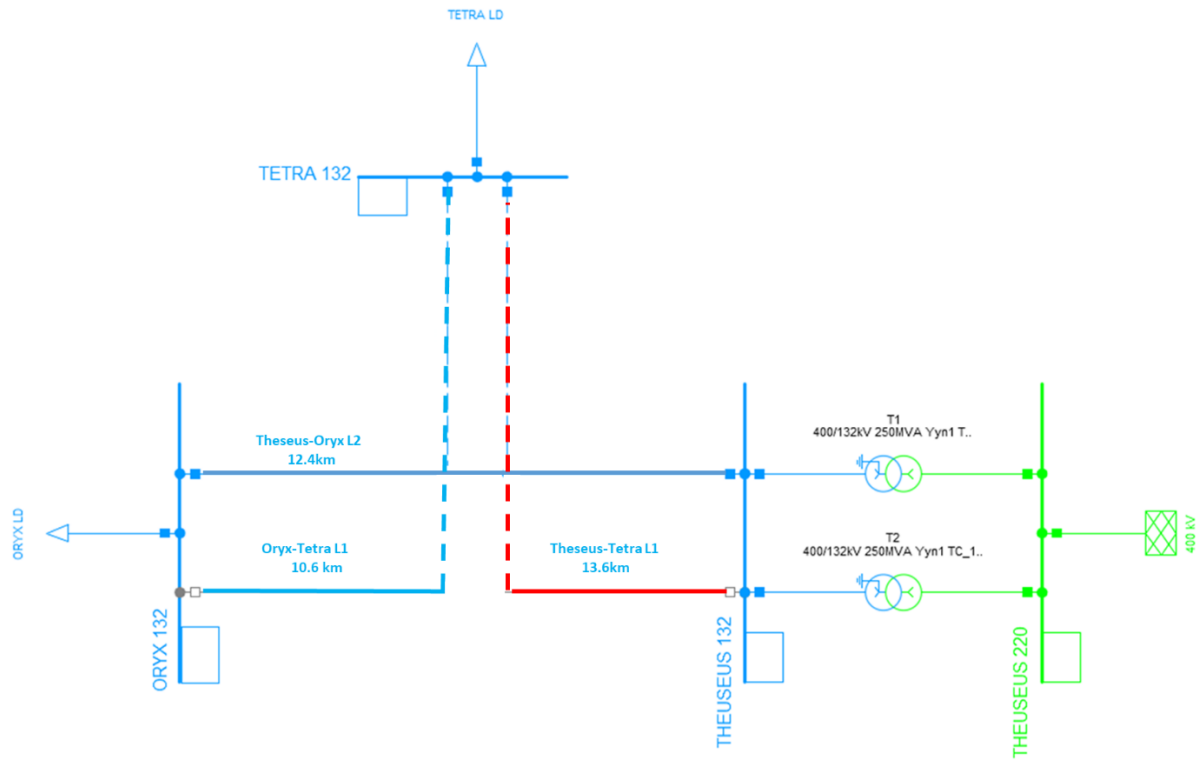 TETRA LD
TETRA 132
T1
400/132kV 250MVA Yyn1 T..
Theseus-Oryx L2
12.4km
ORYX LD
400 kV
Oryx-Tetra L1
10.6 km
Theseus-Tetra L1
13.6km
T2
400/132kV 250MVA Yyn1 TC_1..
ORYX 132
THEUSEUS 132
THEUSEUS 220